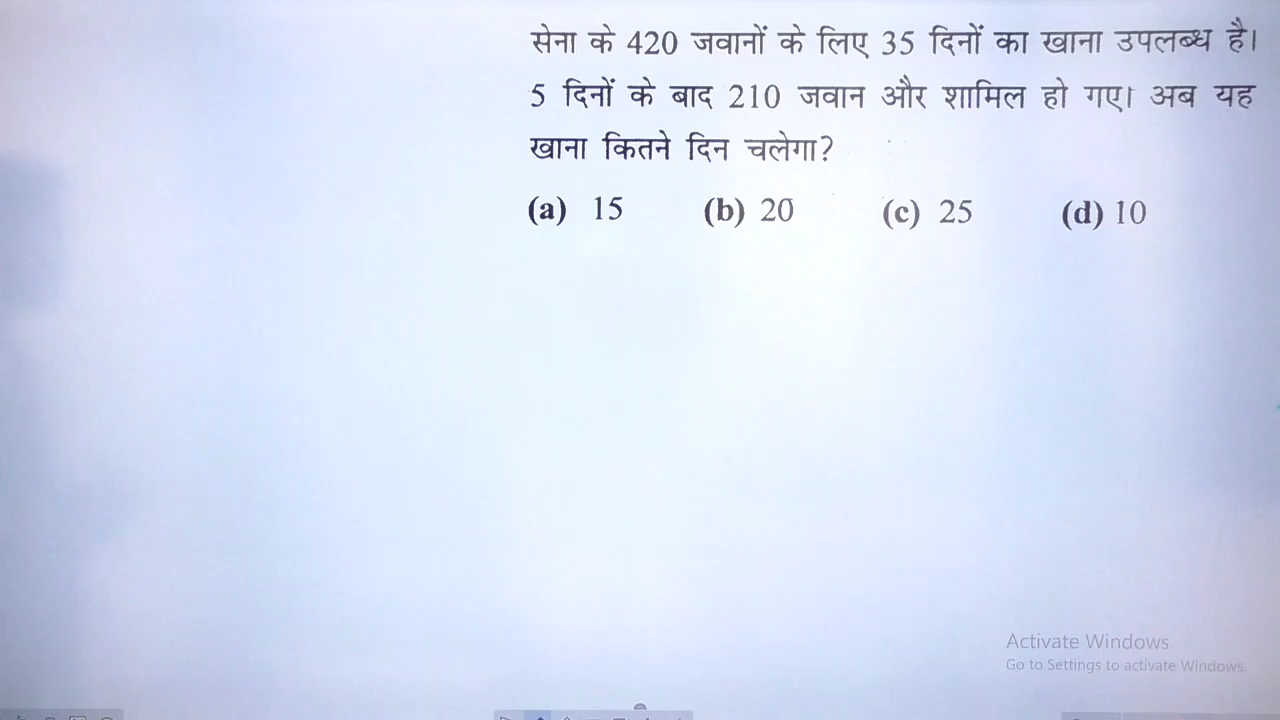 सेना के 420 जवानों के लिए 35 दिनों का खाना उपलब्ध है।
5 दिनों के बाद 210 जवान और शामिल हो गए। अब यह
खाना कितने दिन चलेगा?
(a) 15 (b) 20 (c) 25 (d) 10
Activate Windows
Go to Settings to activate Windows.